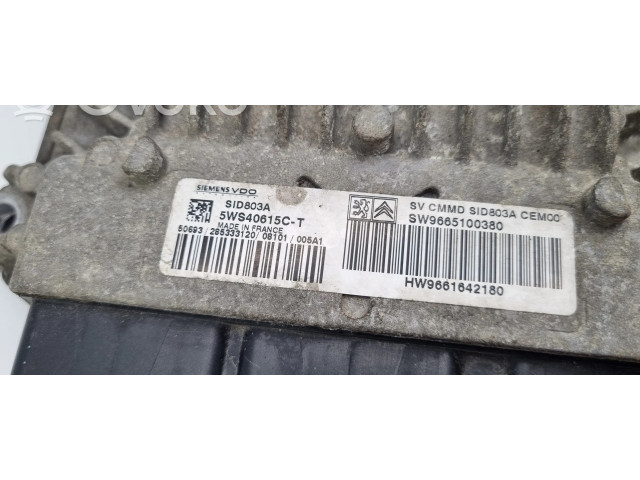 SIEMENS VDO
SID803A
5WS40615C-T
MADE IN FRANCE
50693 / 285333120 / 08101 / 005A1
SV CMMD SID803A CEM00
SW9665100380
HW9661642180